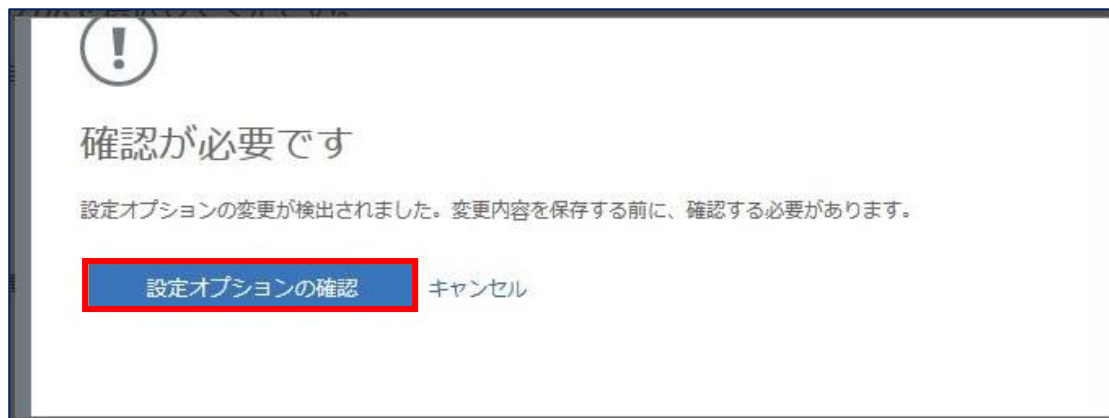 確認が必要です
設定オプションの変更が検出されました。変更内容を保存する前に、確認する必要があります。
設定オプションの確認 キャンセル